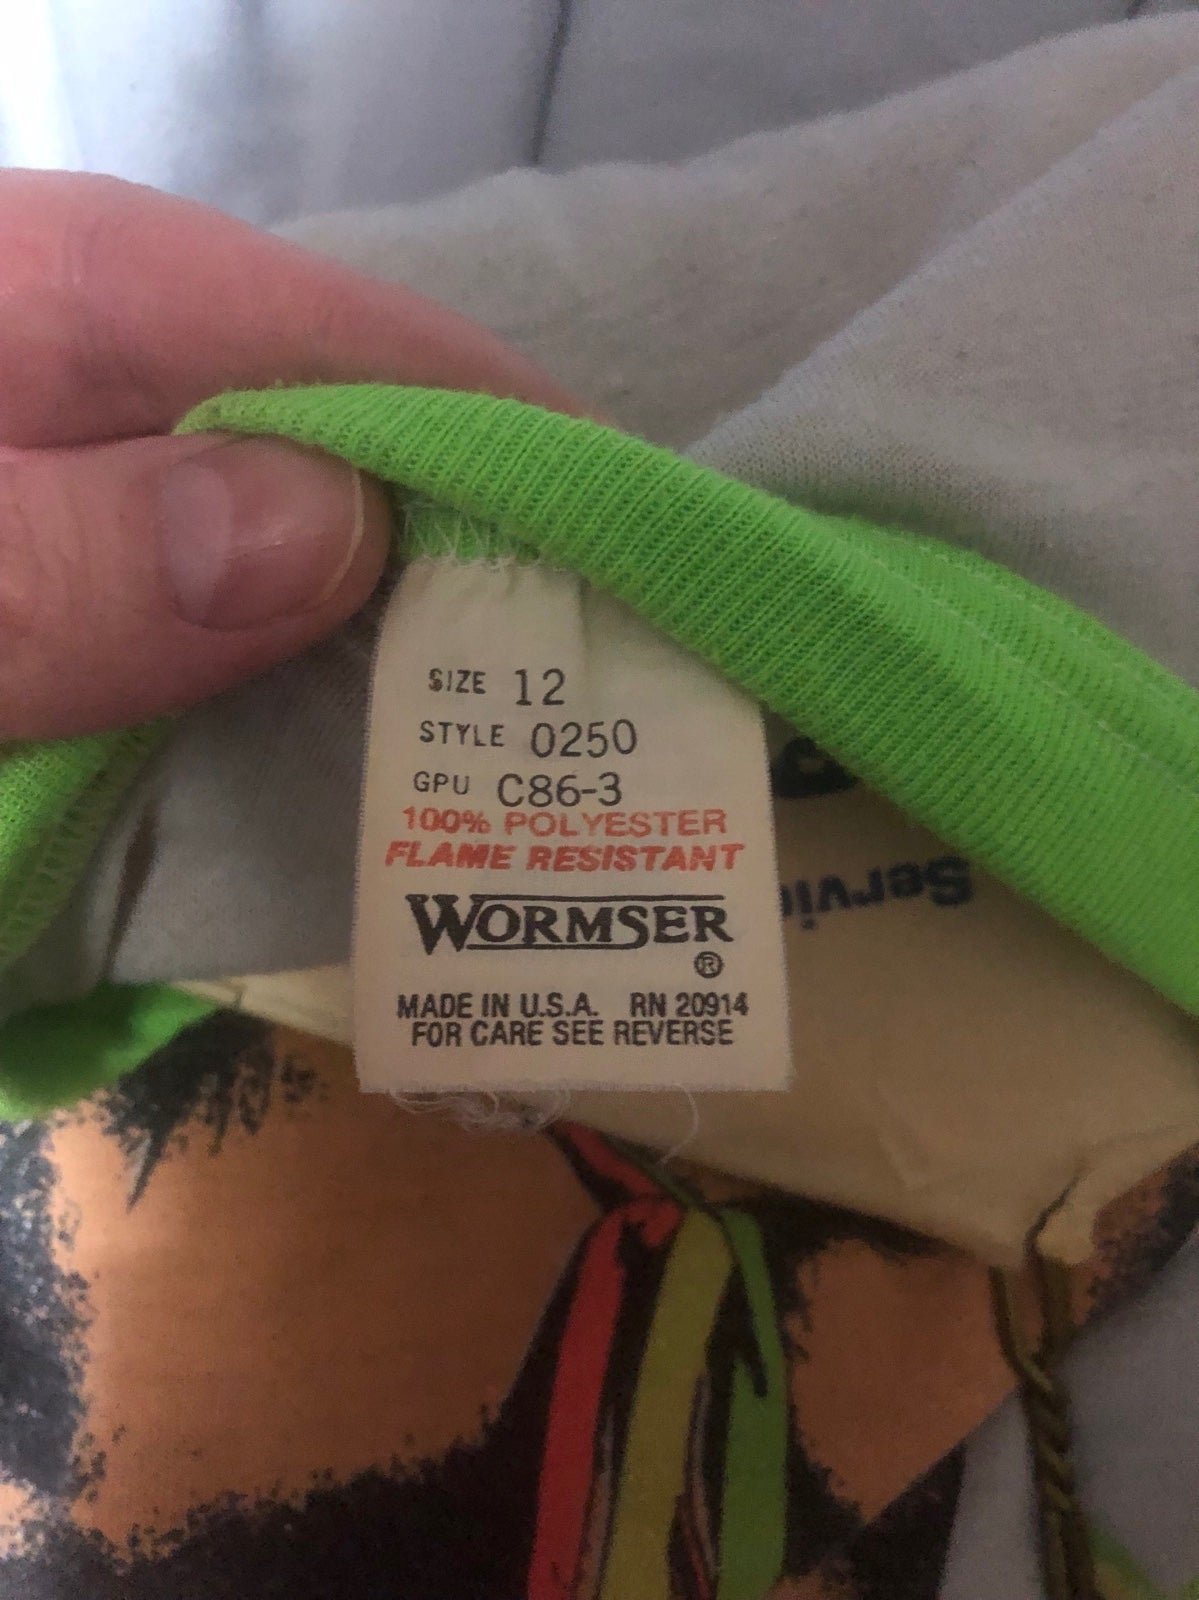 SIZE 12
STYLE 0250
GPU C86-3
100% POLYESTER
FLAME RESISTANT
WORMSER
®
MADE IN U.S.A. RN 20914
FOR CARE SEE REVERSE